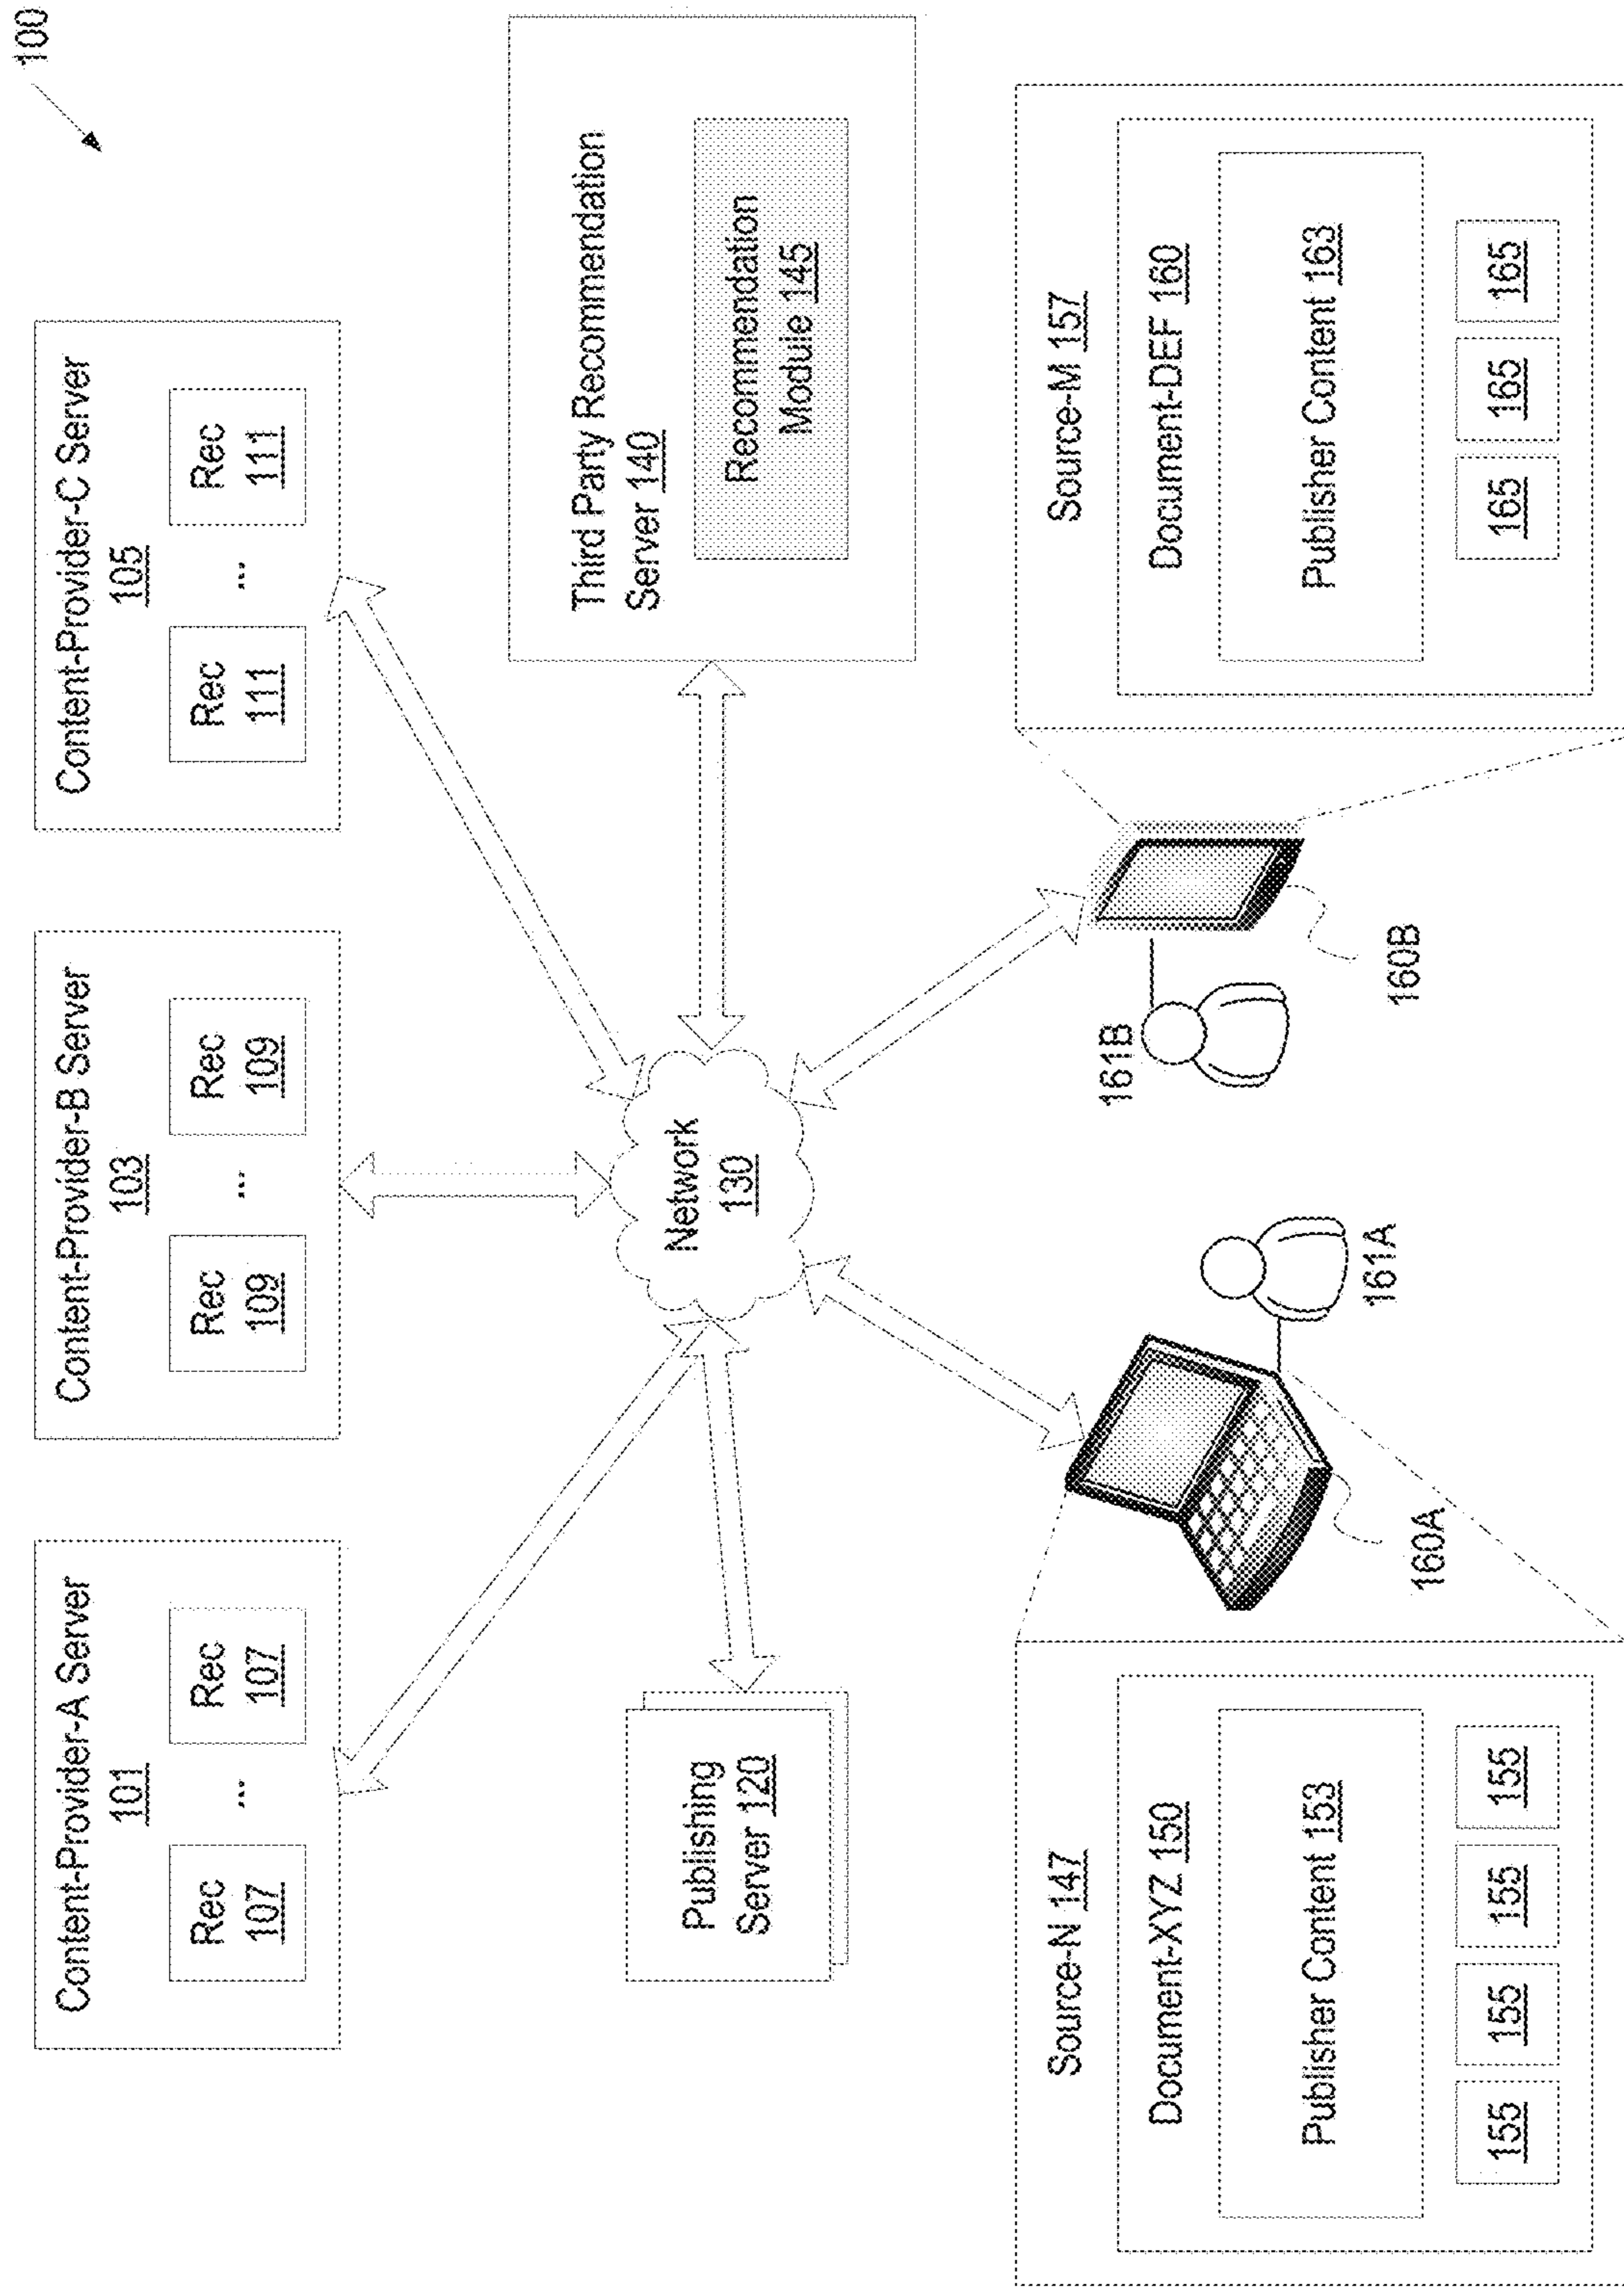 100
Content-Provider-A Server
101
Rec
107
...
Rec
107
Content-Provider-B Server
103
Rec
109
...
Rec
109
Content-Provider-C Server
105
Rec
111
...
Rec
111
Publishing
Server 120
Network
130
Third Party Recommendation
Server 140
Recommendation
Module 145
160A
161A
161B
160B
Source-N 147
Document-XYZ 150
Publisher Content 153
155
155
155
155
Source-M 157
Document-DEF 160
Publisher Content 163
165
165
165